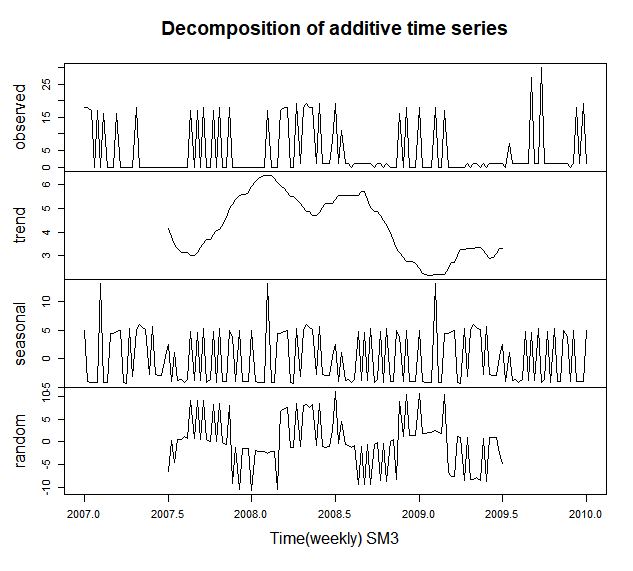 Decomposition of additive time series
observed
0 5 15 25
trend
3 4 5 6
seasonal
-5 0 5 10
random
-10 -5 0 5 10
2007.0 2007.5 2008.0 2008.5 2009.0 2009.5 2010.0
Time(weekly) SM3